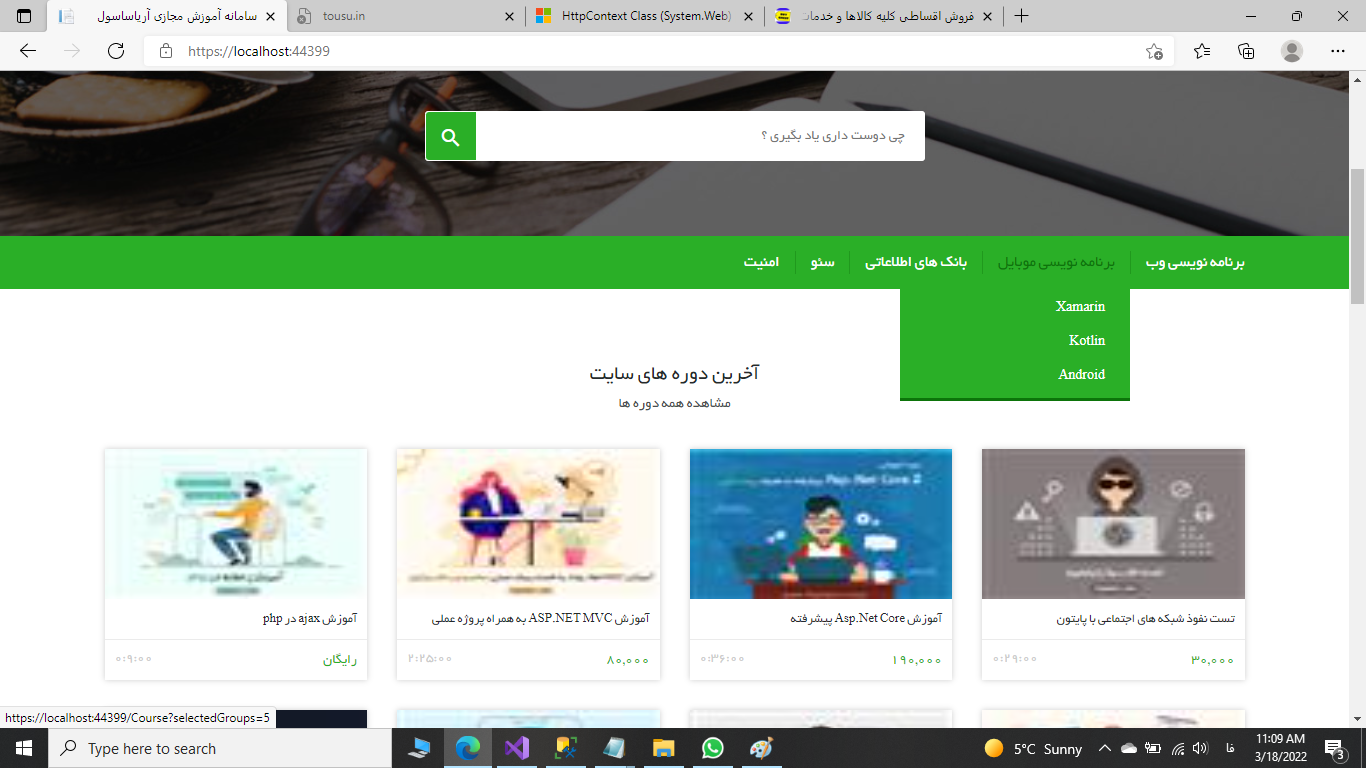 سامانه آموزش مجازی آریاساسول
tousu.in
HttpContext Class (System.Web)
فروش اقساطی کلیه کالاها و خدمات
https://localhost:44399
چی دوست داری یاد بگیری ؟
برنامه نویسی وب
برنامه نویسی موبایل
بانک های اطلاعاتی
سئو
امنیت
Xamarin
Kotlin
Android
آخرین دوره های سایت
مشاهده همه دوره ها
Asp.Net Core 2
تست نفوذ شبکه های اجتماعی با پایتون
آموزش Asp.Net Core پیشرفته
آموزش ASP.NET MVC به همراه پروژه عملی
آموزش ajax در php
۳۰,۰۰۰
۰:۲۹:۰۰
۱۹۰,۰۰۰
۰:۳۶:۰۰
۸۰,۰۰۰
۲:۲۵:۰۰
رایگان
۰:۹:۰۰
https://localhost:44399/Course?selectedGroups=5
Type here to search
5°C Sunny
فا
11:09 AM
3/18/2022
3